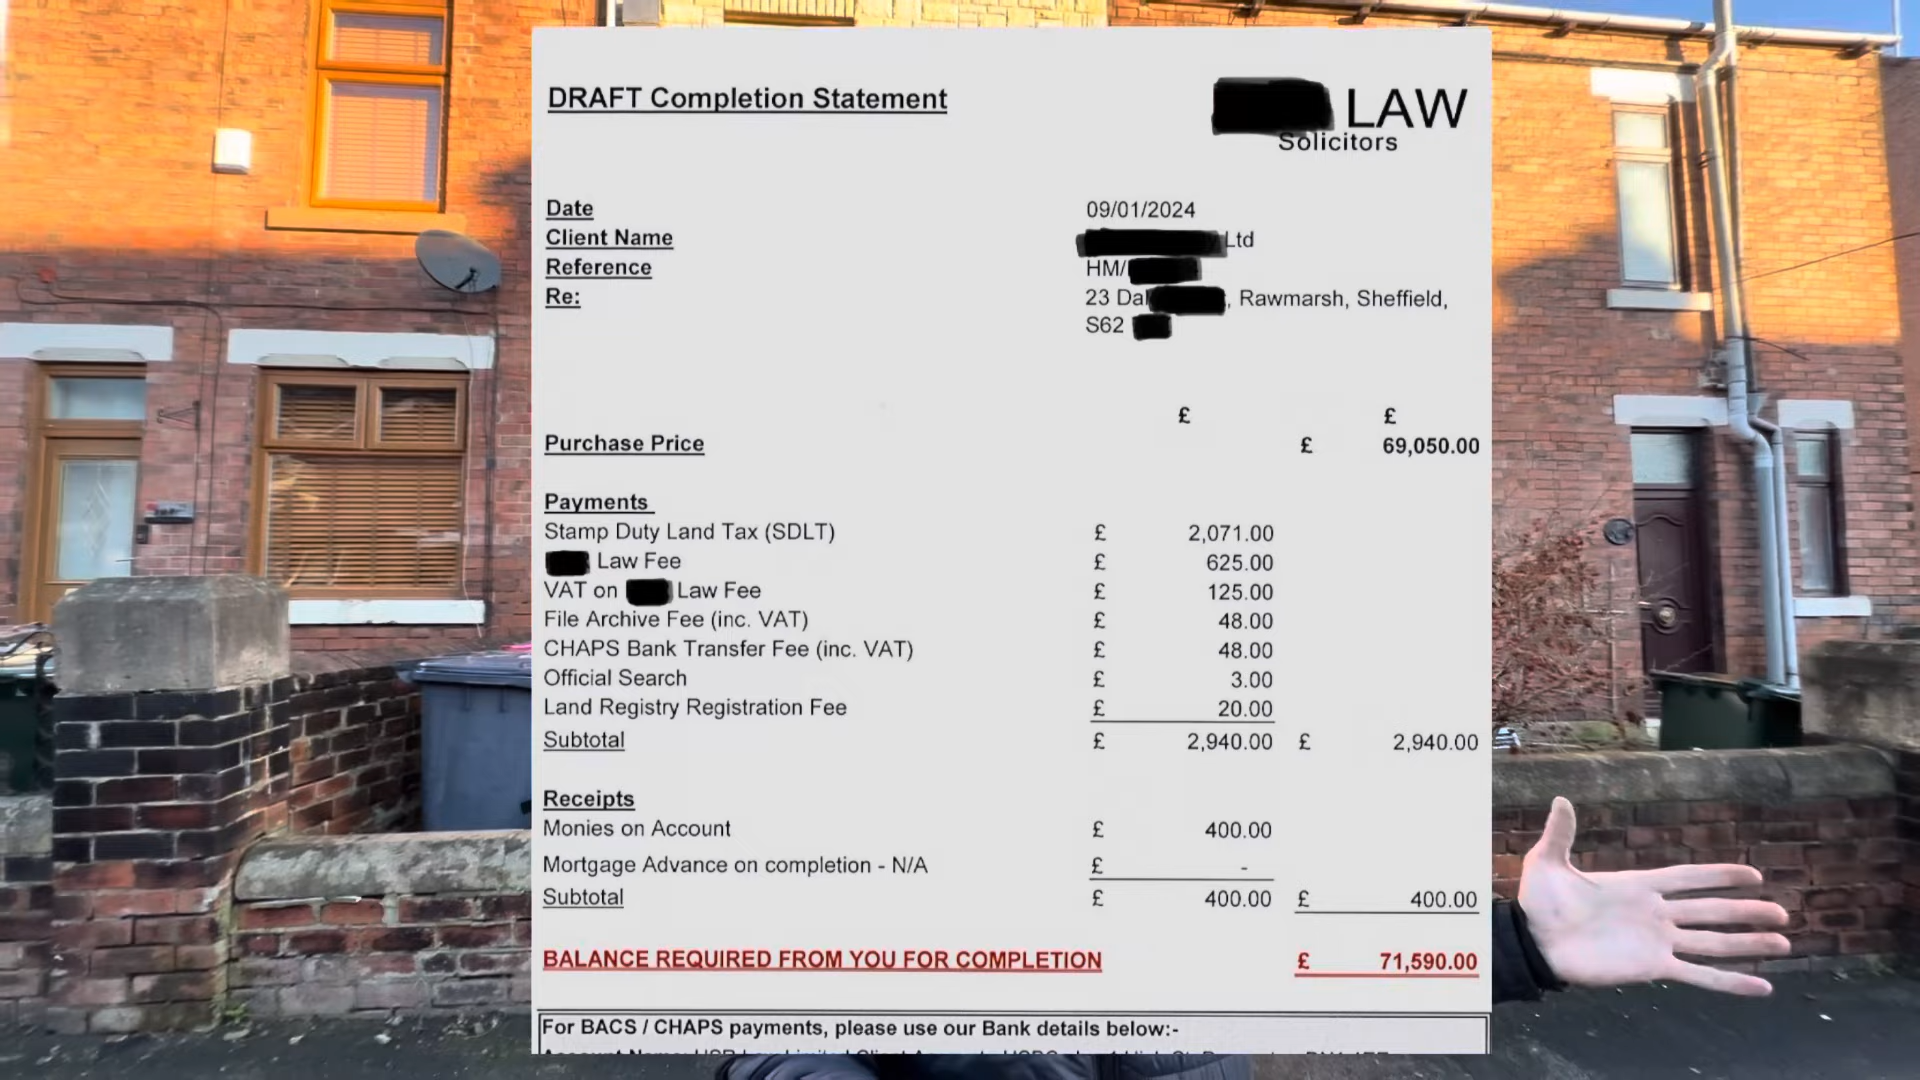 DRAFT Completion Statement
LAW
Solicitors
Date 09/01/2024
Client Name Ltd
Reference HM/
Re: 23 Da , Rawmarsh, Sheffield,
S62
£ £
Purchase Price £ 69,050.00
Payments
Stamp Duty Land Tax (SDLT) £ 2,071.00
Law Fee £ 625.00
VAT on Law Fee £ 125.00
File Archive Fee (inc. VAT) £ 48.00
CHAPS Bank Transfer Fee (inc. VAT) £ 48.00
Official Search £ 3.00
Land Registry Registration Fee £ 20.00
Subtotal £ 2,940.00 £ 2,940.00
Receipts
Monies on Account £ 400.00
Mortgage Advance on completion - N/A £ -
Subtotal £ 400.00 £ 400.00
BALANCE REQUIRED FROM YOU FOR COMPLETION £ 71,590.00
For BACS / CHAPS payments, please use our Bank details below:-